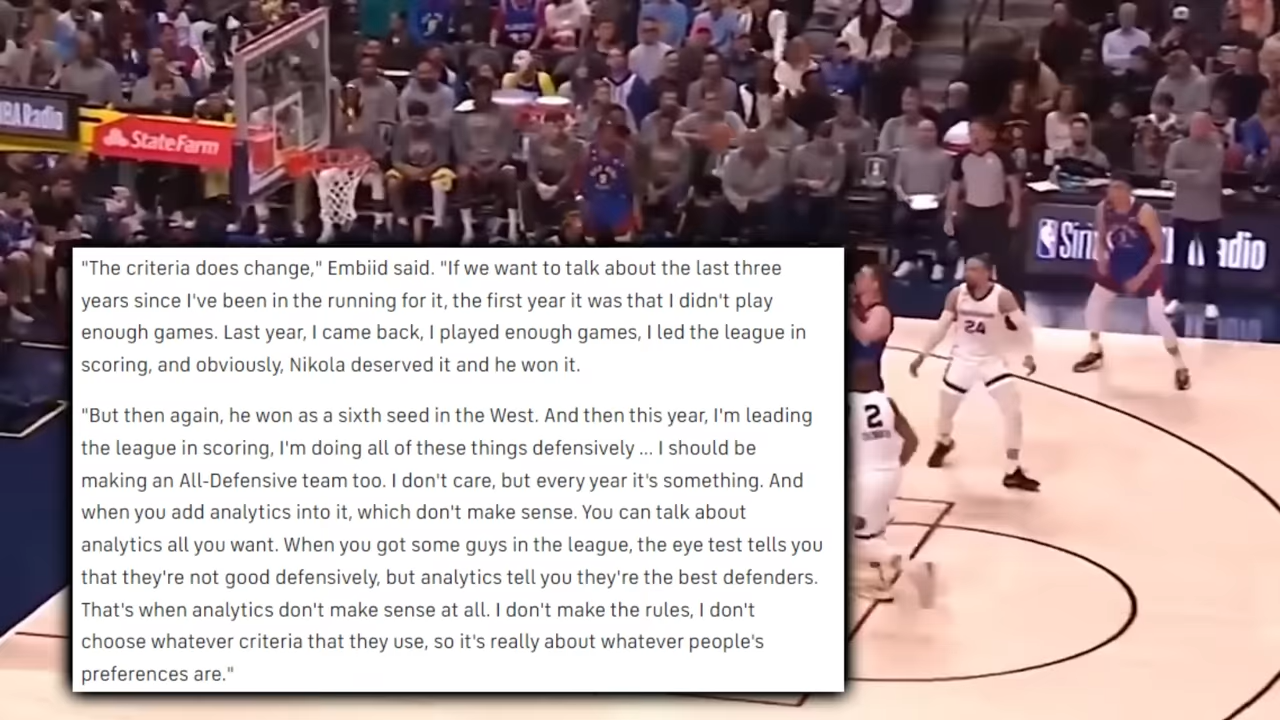 NBA Radio
StateFarm
"The criteria does change," Embiid said. "If we want to talk about the last three
years since I've been in the running for it, the first year it was that I didn't play
enough games. Last year, I came back, I played enough games, I led the league in
scoring, and obviously, Nikola deserved it and he won it.
"But then again, he won as a sixth seed in the West. And then this year, I'm leading
the league in scoring, I'm doing all of these things defensively ... I should be
making an All-Defensive team too. I don't care, but every year it's something. And
when you add analytics into it, which don't make sense. You can talk about
analytics all you want. When you got some guys in the league, the eye test tells you
that they're not good defensively, but analytics tell you they're the best defenders.
That's when analytics don't make sense at all. I don't make the rules, I don't
choose whatever criteria that they use, so it's really about whatever people's
preferences are."
24
2